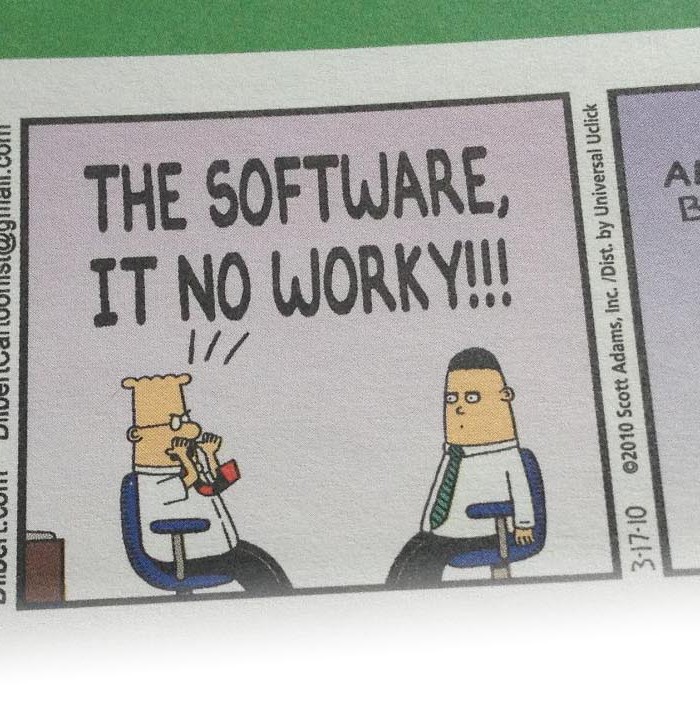 THE SOFTWARE,
IT NO WORKY!!!
3-17-10 ©2010 Scott Adams, Inc. /Dist. by Universal Uclick